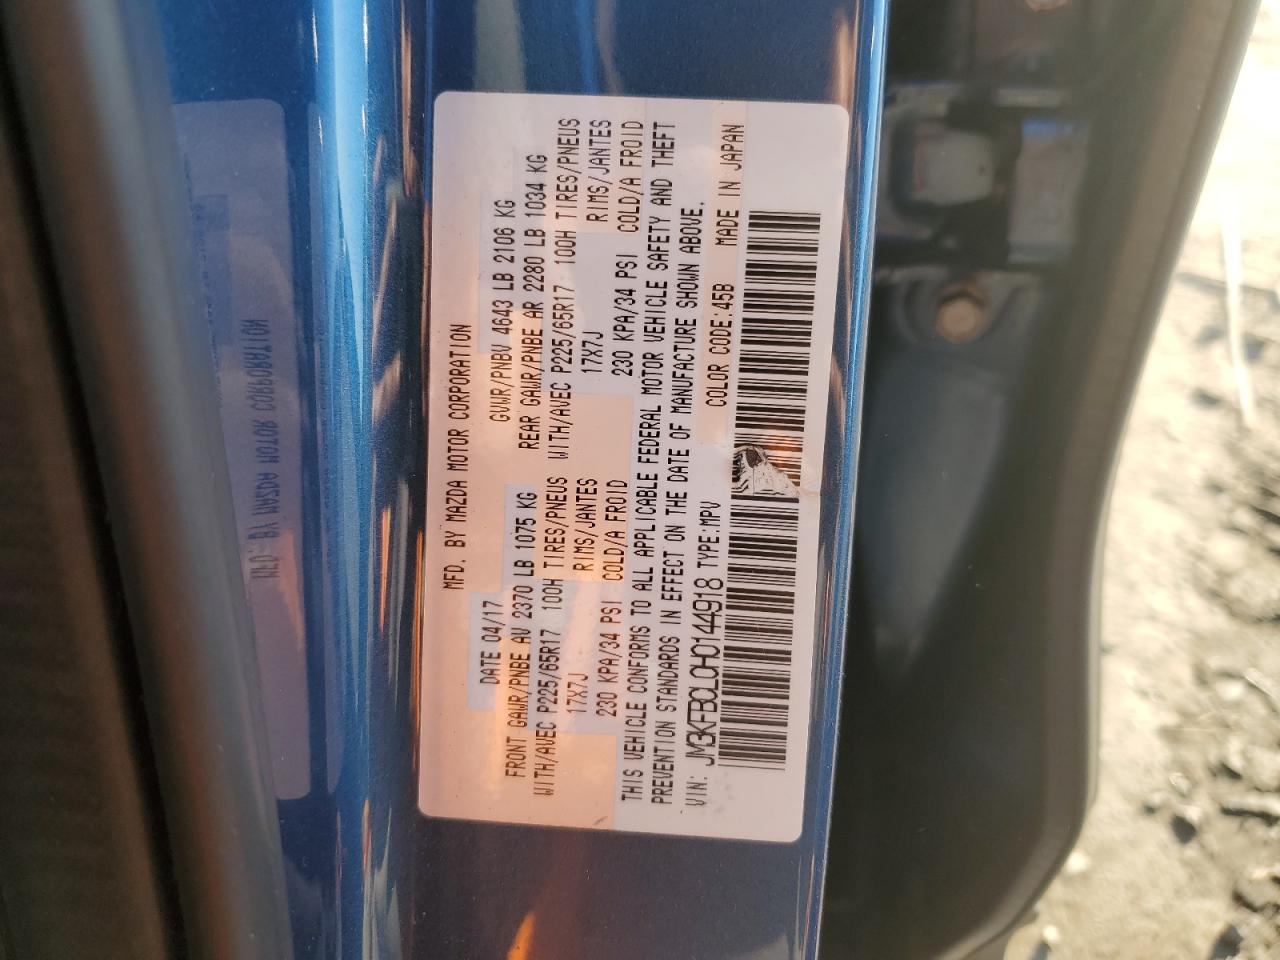 MFD. BY MAZDA MOTOR CORPORATION
DATE 04/17 GVWR/PNBV 4643 LB 2106 KG
FRONT GAWR/PNBE AV 2370 LB 1075 KG REAR GAWR/PNBE AR 2280 LB 1034 KG
WITH/AVEC P225/65R17 100H TIRES/PNEUS WITH/AVEC P225/65R17 100H TIRES/PNEUS
17X7J RIMS/JANTES 17X7J RIMS/JANTES
230 KPA/34 PSI COLD/A FROID 230 KPA/34 PSI COLD/A FROID
THIS VEHICLE CONFORMS TO ALL APPLICABLE FEDERAL MOTOR VEHICLE SAFETY AND THEFT
PREVENTION STANDARDS IN EFFECT ON THE DATE OF MANUFACTURE SHOWN ABOVE.
VIN: JM3KFBCL0H0144918 TYPE:MPV COLOR CODE:45B MADE IN JAPAN
MFD. BY MAZDA MOTOR CORPORATION